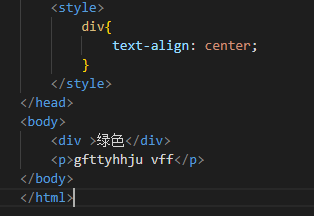 <style>
div{
text-align: center;
}
</style>
</head>
<body>
<div >绿色</div>
<p>gfttyhhju vff</p>
</body>
</html>